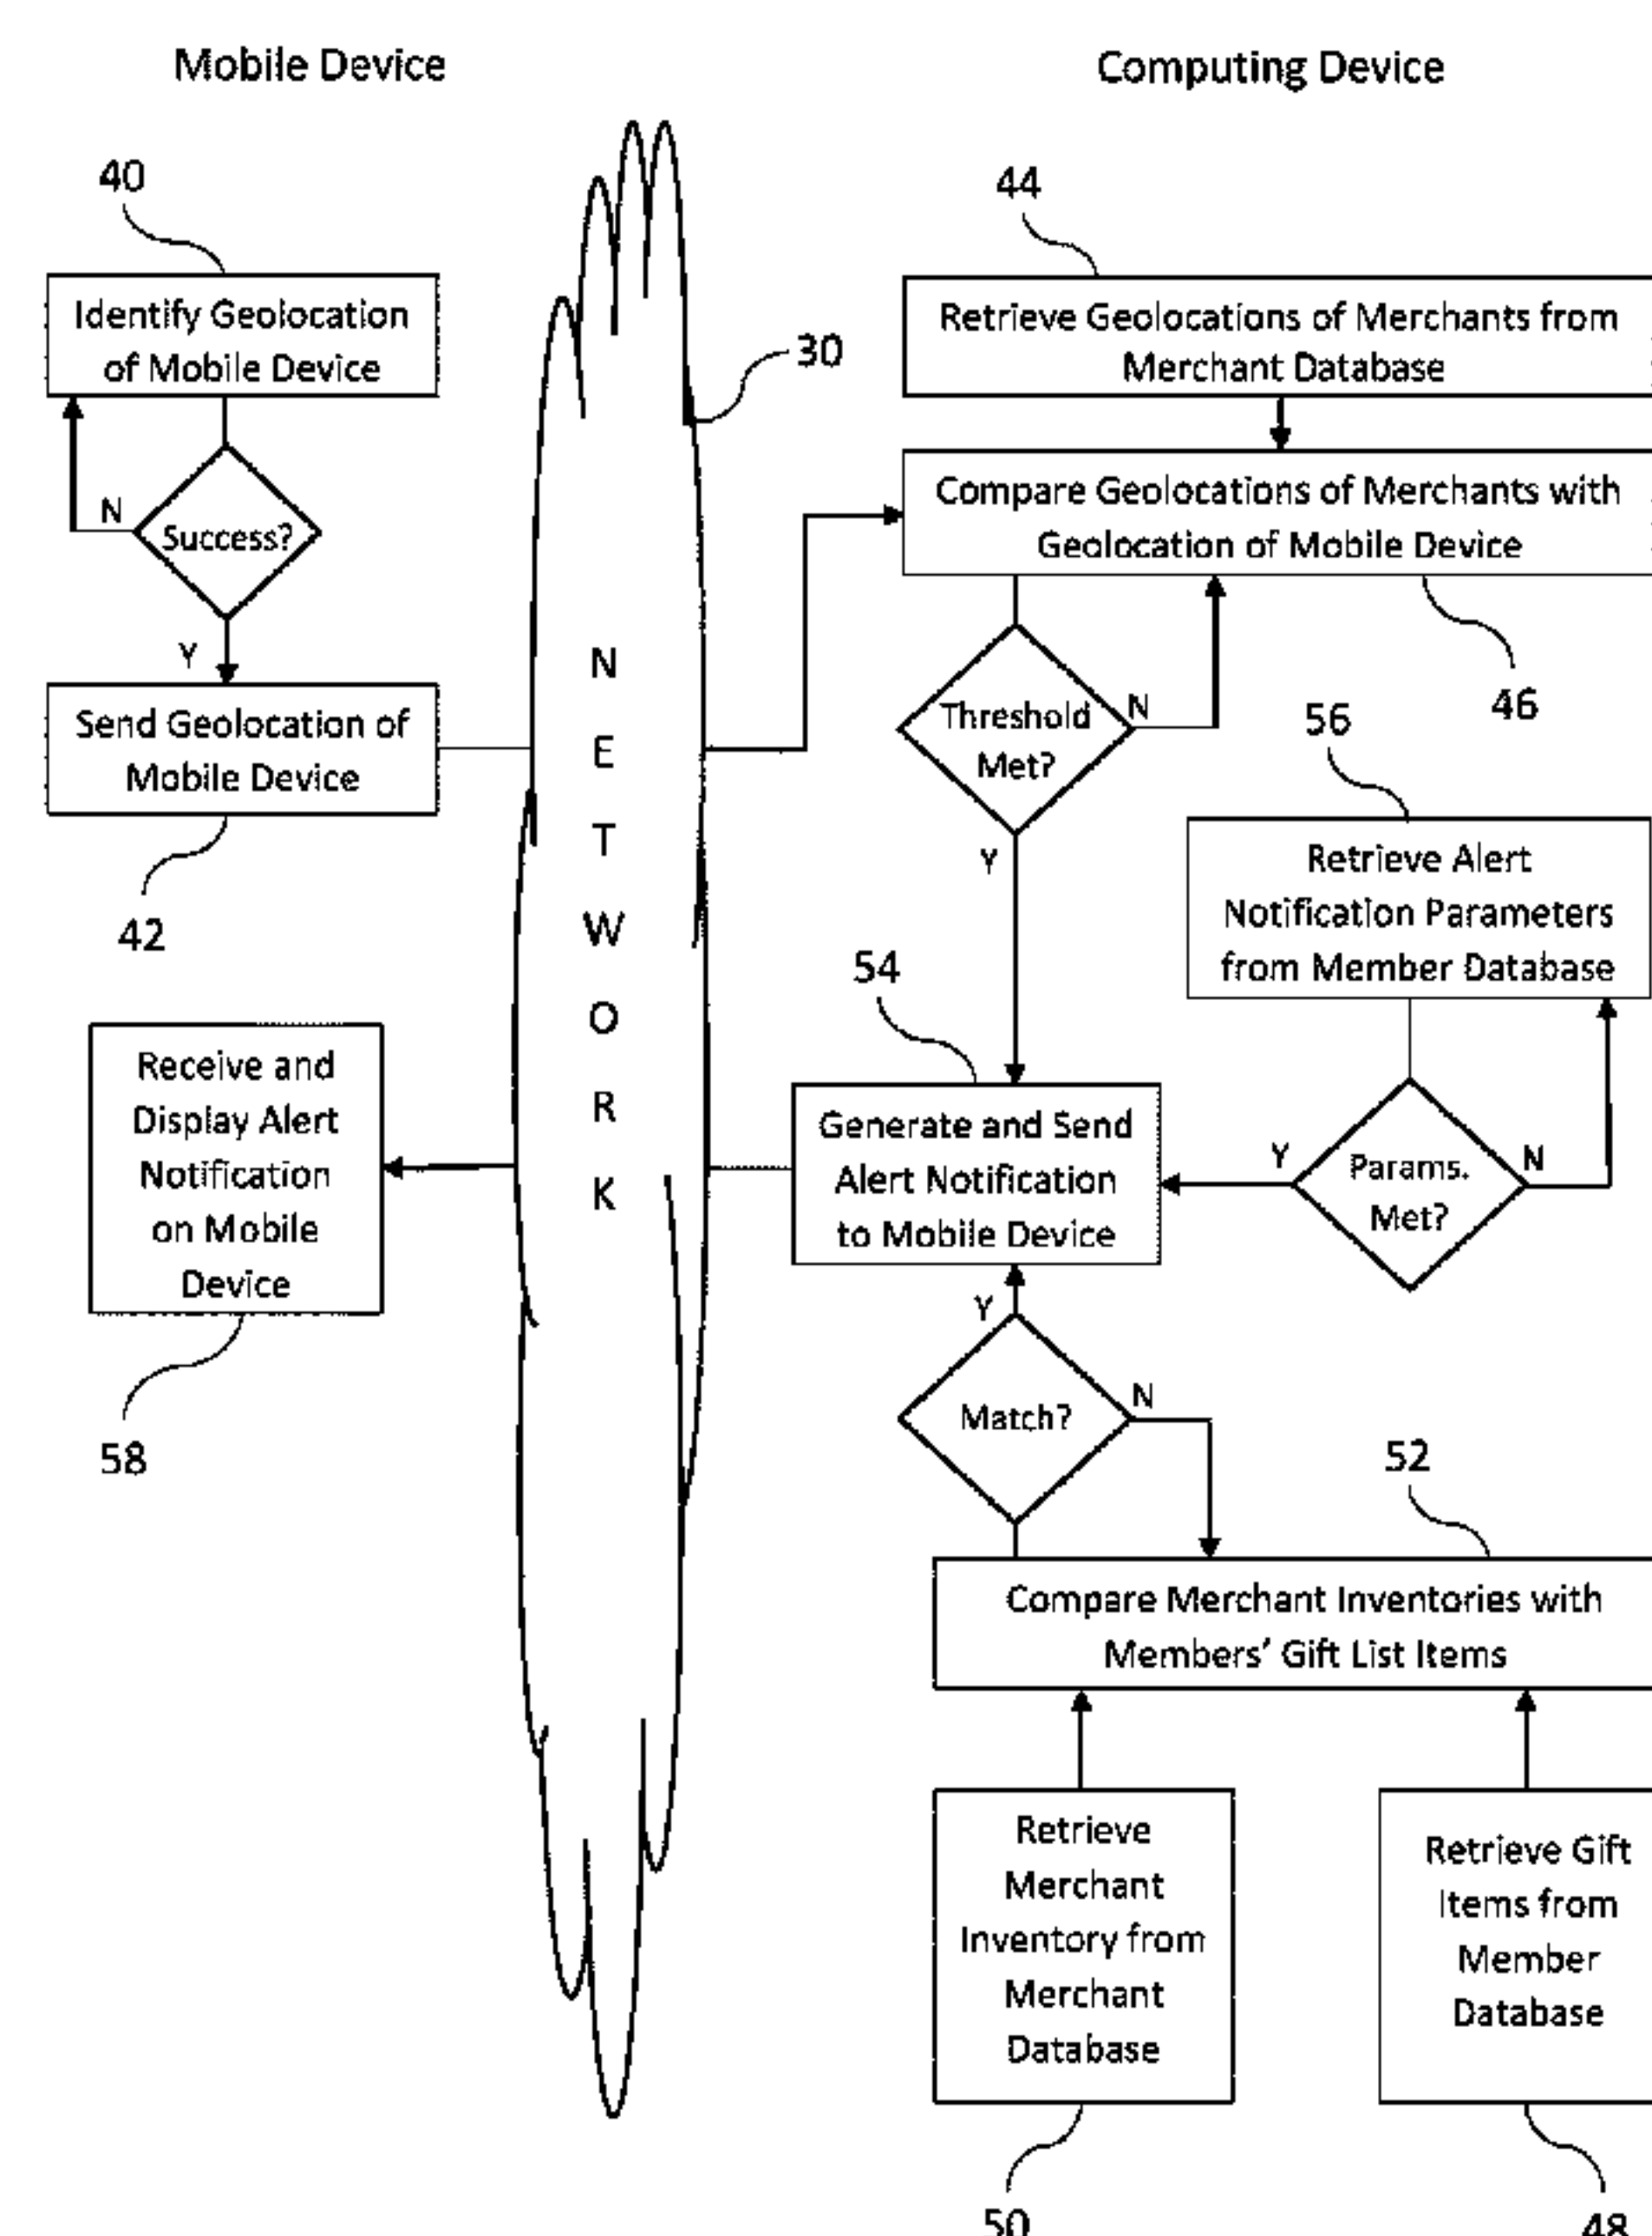 Mobile Device
Computing Device
40
Identify Geolocation
of Mobile Device
N
Success?
Y
Send Geolocation of
Mobile Device
42
30
N
E
T
W
O
R
K
44
Retrieve Geolocations of Merchants from
Merchant Database
Compare Geolocations of Merchants with
Geolocation of Mobile Device
46
Threshold
Met?
N
Y
56
Retrieve Alert
Notification Parameters
from Member Database
Params.
Met?
Y
N
54
Generate and Send
Alert Notification
to Mobile Device
Receive and
Display Alert
Notification
on Mobile
Device
58
Y
Match?
N
52
Compare Merchant Inventories with
Members' Gift List Items
Retrieve
Merchant
Inventory from
Merchant
Database
50
Retrieve Gift
Items from
Member
Database
48